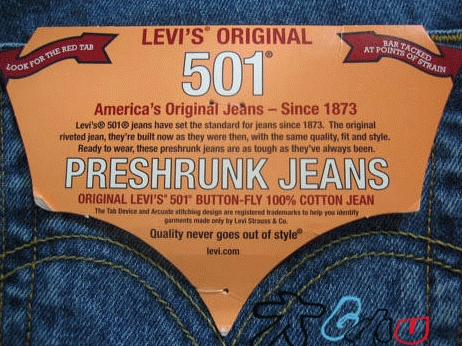 LEVI'S® ORIGINAL
LOOK FOR THE RED TAB
BAR TACKED
AT POINTS OF STRAIN
501®
America's Original Jeans – Since 1873
Levi's® 501® jeans have set the standard for jeans since 1873. The original
riveted jean, they're built now as they were then, with the same quality, fit and style.
Ready to wear, these preshrunk jeans are as tough as they've always been.
PRESHRUNK JEANS
ORIGINAL LEVI'S® 501® BUTTON-FLY 100% COTTON JEAN
The Tab Device and Arcuate stitching design are registered trademarks to help you identify
garments made only by Levi Strauss & Co.
Quality never goes out of style®
levi.com